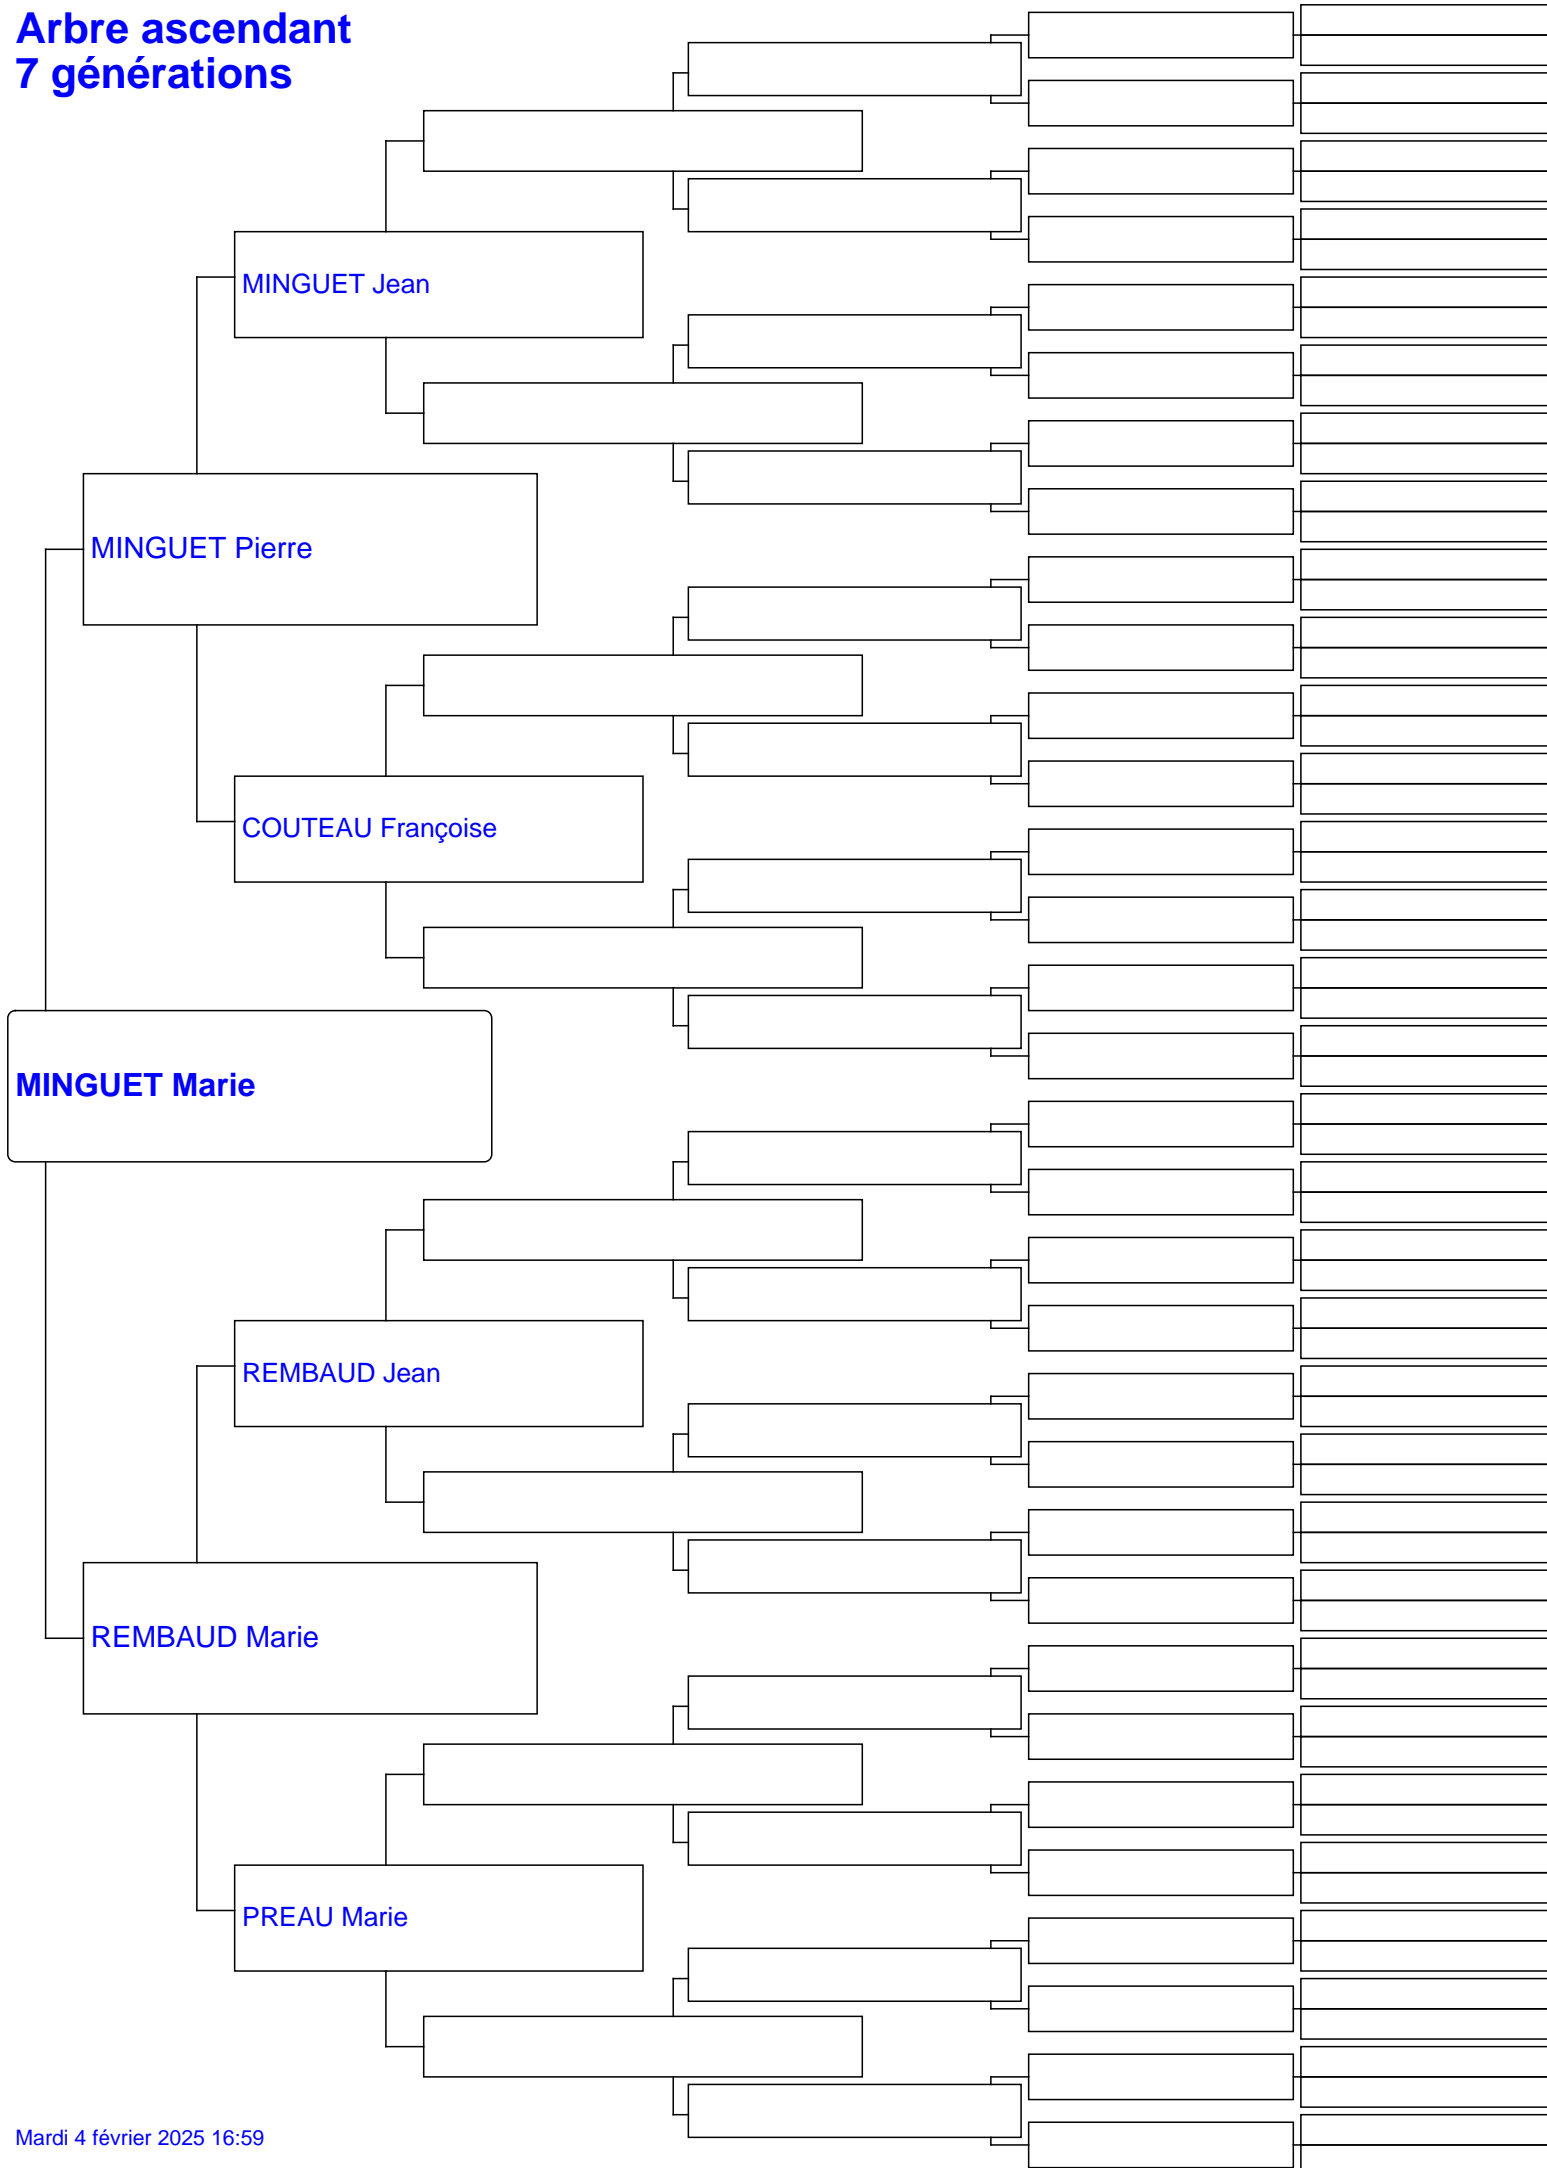 Arbre ascendant
7 générations
MINGUET Jean
MINGUET Pierre
COUTEAU Françoise
MINGUET Marie
REMBAUD Jean
REMBAUD Marie
PREAU Marie
Mardi 4 février 2025 16:59